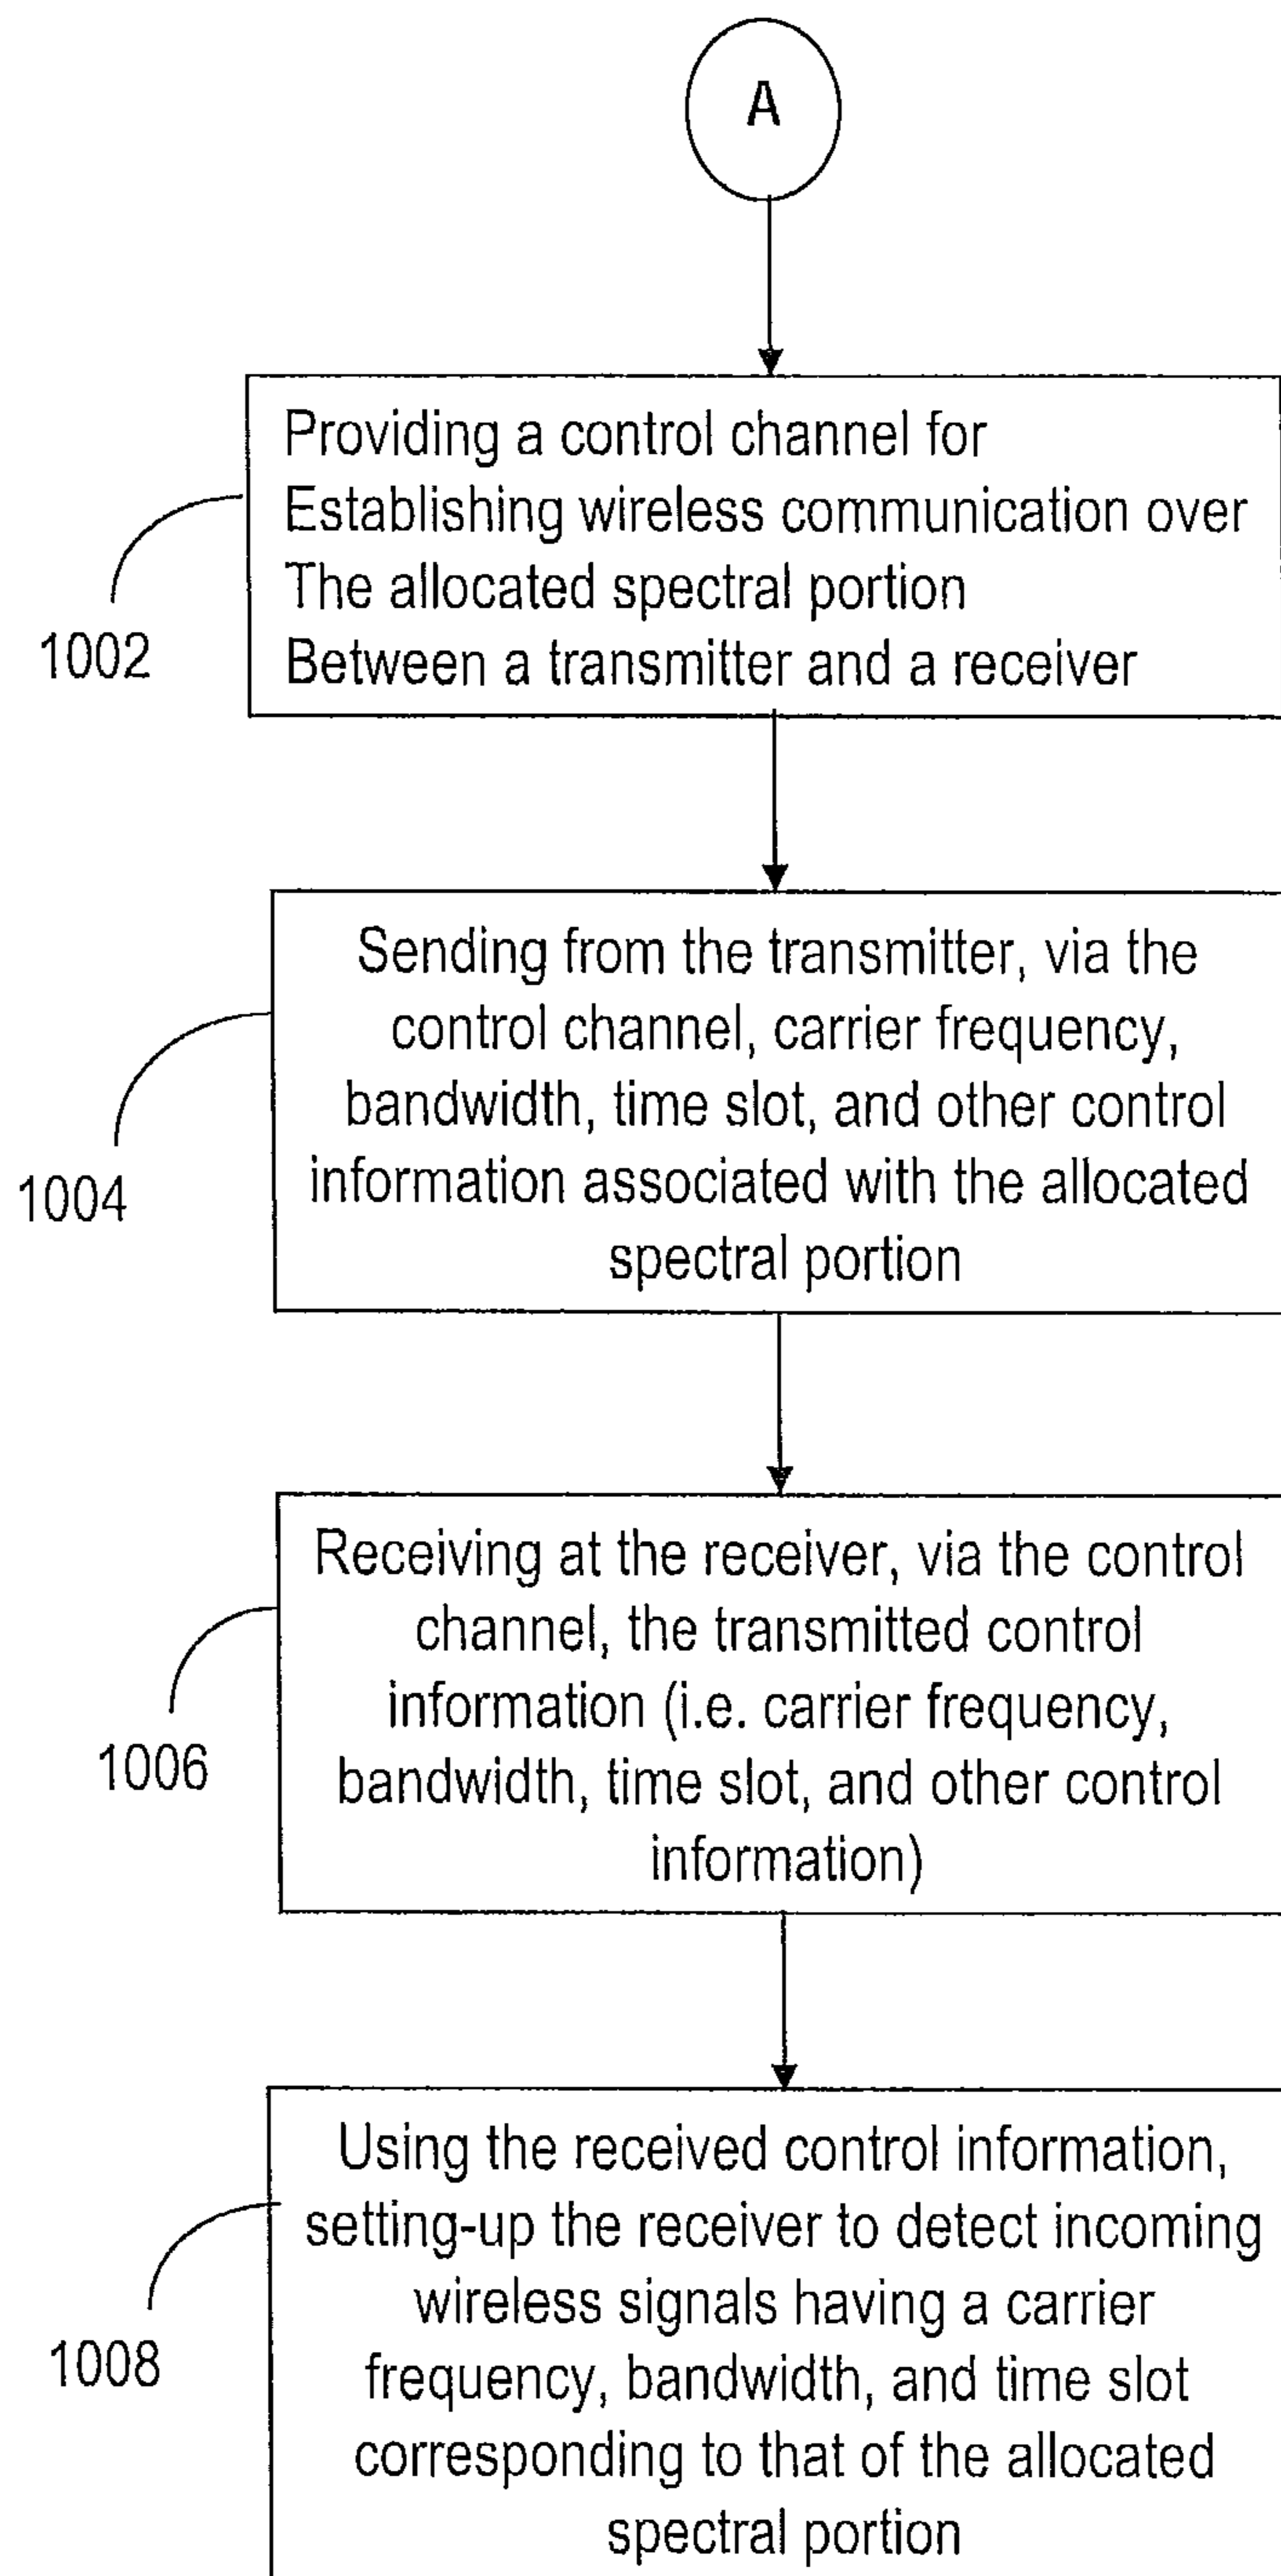 A
Providing a control channel for
Establishing wireless communication over
The allocated spectral portion
Between a transmitter and a receiver
1002
Sending from the transmitter, via the
control channel, carrier frequency,
bandwidth, time slot, and other control
information associated with the allocated
spectral portion
1004
Receiving at the receiver, via the control
channel, the transmitted control
information (i.e. carrier frequency,
bandwidth, time slot, and other control
information)
1006
Using the received control information,
setting-up the receiver to detect incoming
wireless signals having a carrier
frequency, bandwidth, and time slot
corresponding to that of the allocated
spectral portion
1008